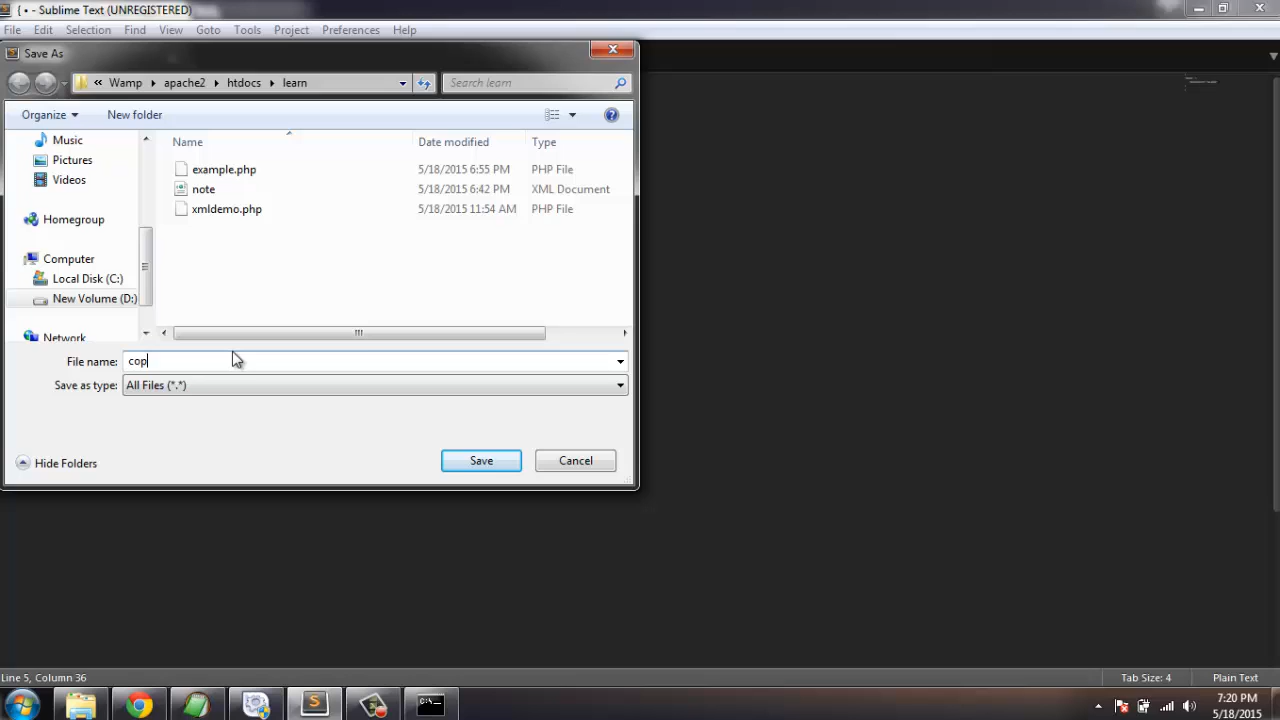 { • - Sublime Text (UNREGISTERED)
File Edit Selection Find View Goto Tools Project Preferences Help
Save As
« Wamp apache2 htdocs learn Search learn
Organize New folder
Music
Pictures
Videos
Homegroup
Computer
Local Disk (C:)
New Volume (D:)
Network
Name Date modified Type
example.php 5/18/2015 6:55 PM PHP File
note 5/18/2015 6:42 PM XML Document
xmldemo.php 5/18/2015 11:54 AM PHP File
File name: cop
Save as type: All Files (*.*)
Hide Folders Save Cancel
Line 5, Column 36 Tab Size: 4 Plain Text
7:20 PM
5/18/2015